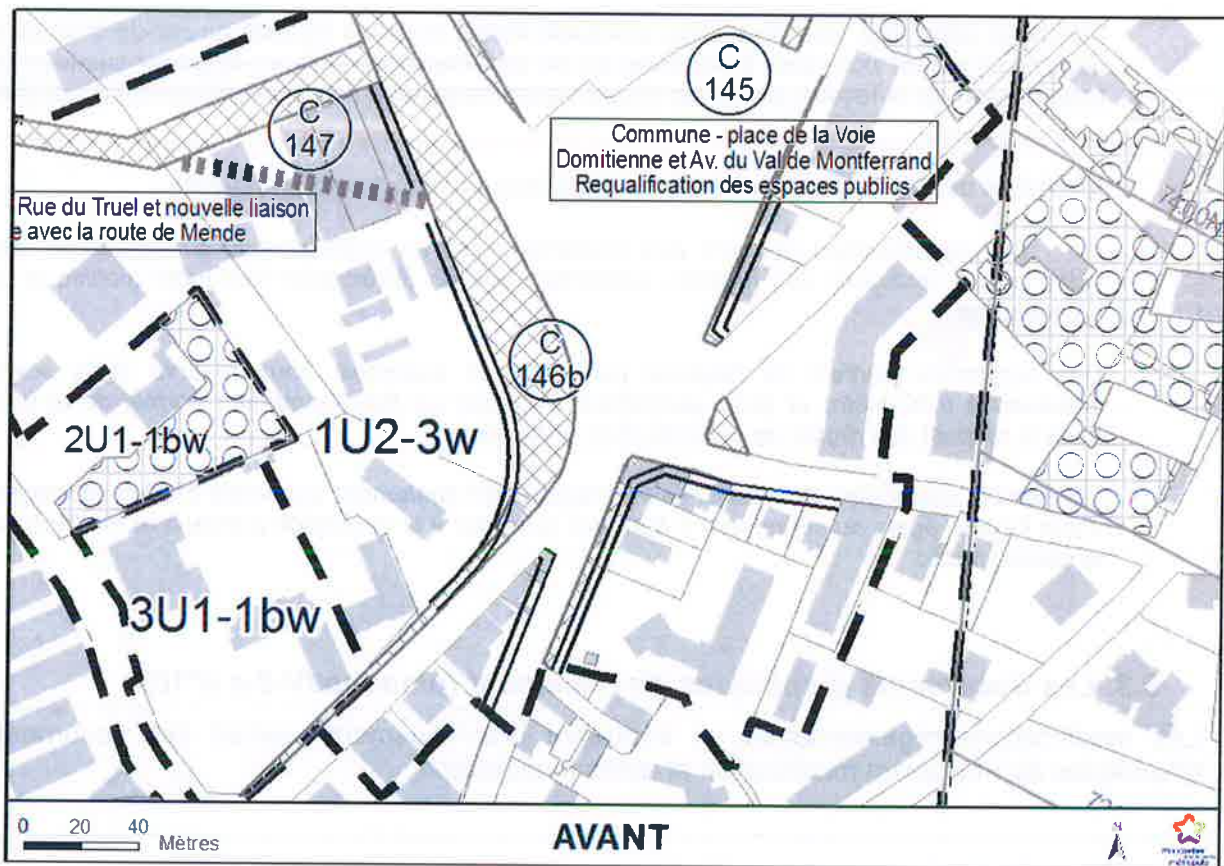 C
145
Commune - place de la Voie
Domitienne et Av. du Val de Montferrand
Requalification des espaces publics
C
147
Rue du Truel et nouvelle liaison
e avec la route de Mende
C
146b
2U1-1bw
1U2-3w
3U1-1bw
0 20 40
Mètres
AVANT
N
métropole